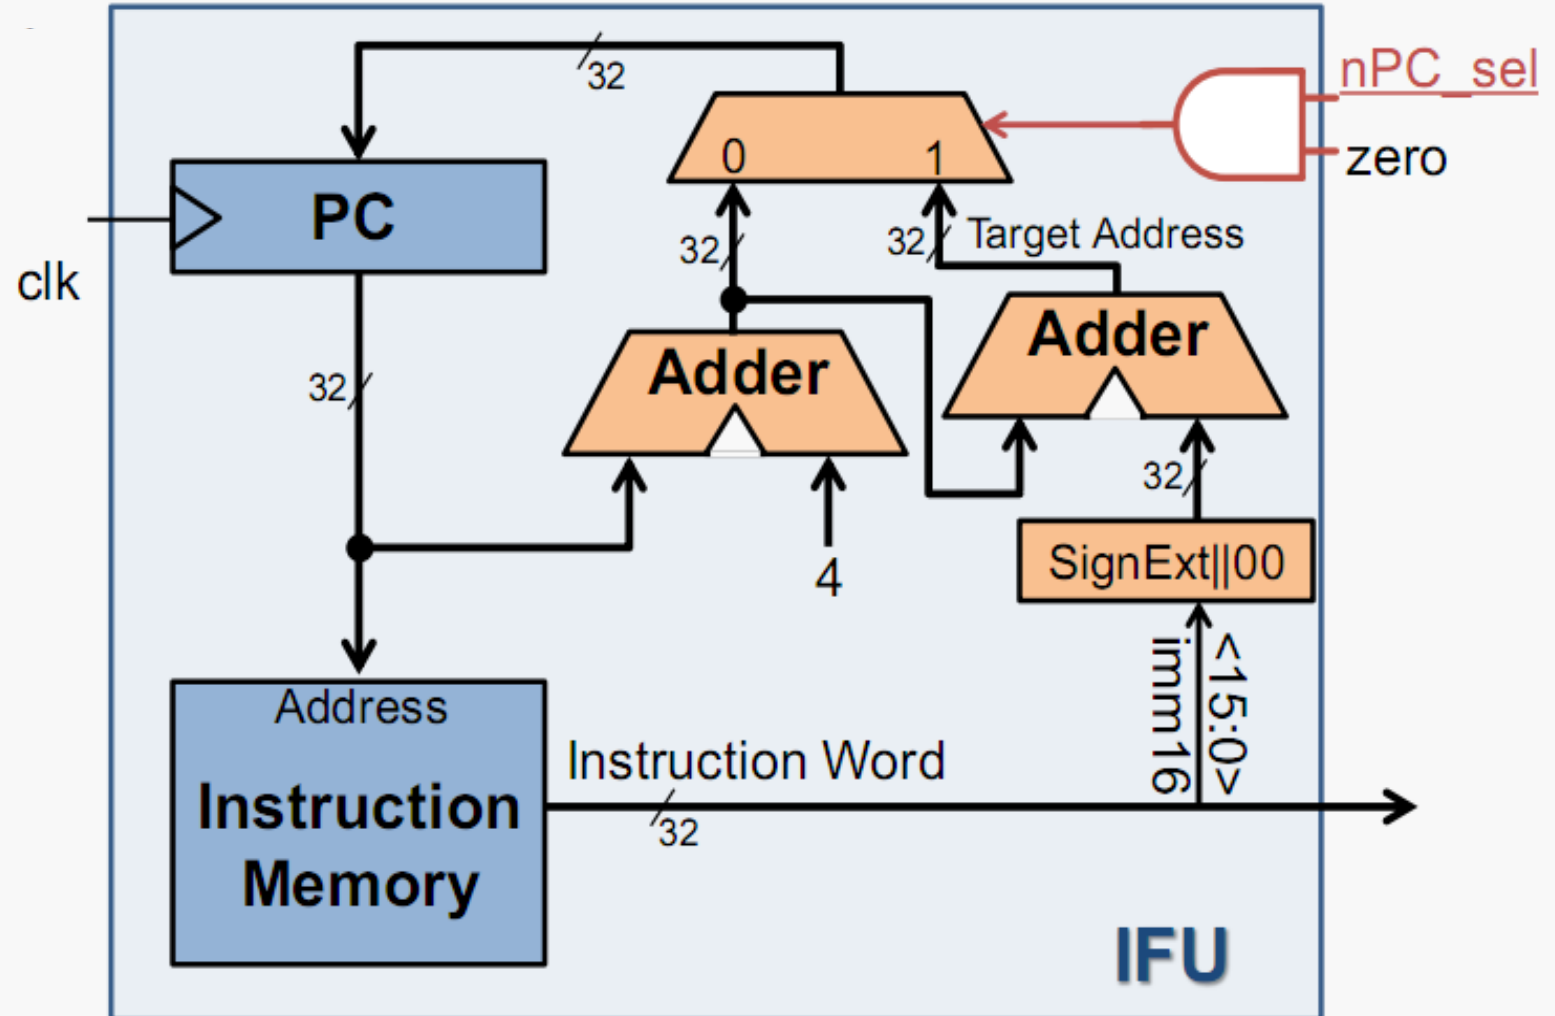 32
nPC_sel
zero
0
1
PC
clk
32
32
Target Address
Adder
Adder
32
32
4
SignExt||00
imm16
<15:0>
Address
Instruction
Memory
Instruction Word
32
IFU